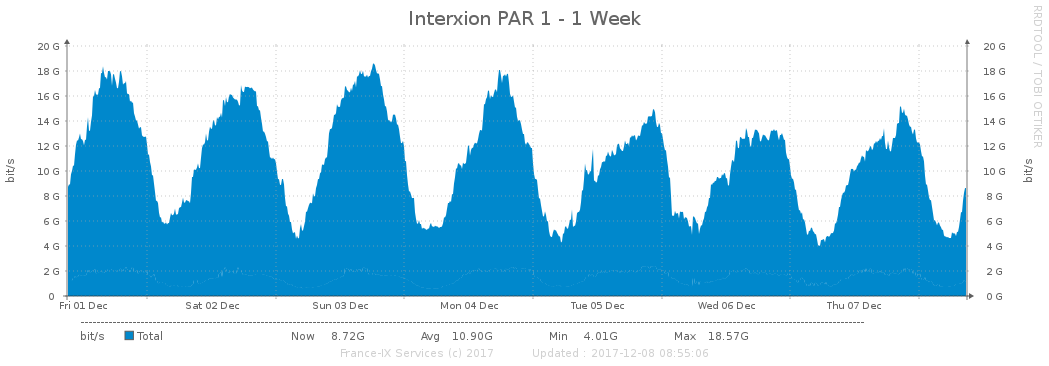 Interxion PAR 1 - 1 Week
RRDTOOL / TOBI OETIKER
bit/s
bit/s
20 G 20 G
18 G 18 G
16 G 16 G
14 G 14 G
12 G 12 G
10 G 10 G
8 G 8 G
6 G 6 G
4 G 4 G
2 G 2 G
0 0 G
Fri 01 Dec Sat 02 Dec Sun 03 Dec Mon 04 Dec Tue 05 Dec Wed 06 Dec Thu 07 Dec
bit/s Total Now 8.72G Avg 10.90G Min 4.01G Max 18.57G
France-IX Services (c) 2017 Updated : 2017-12-08 08:55:06